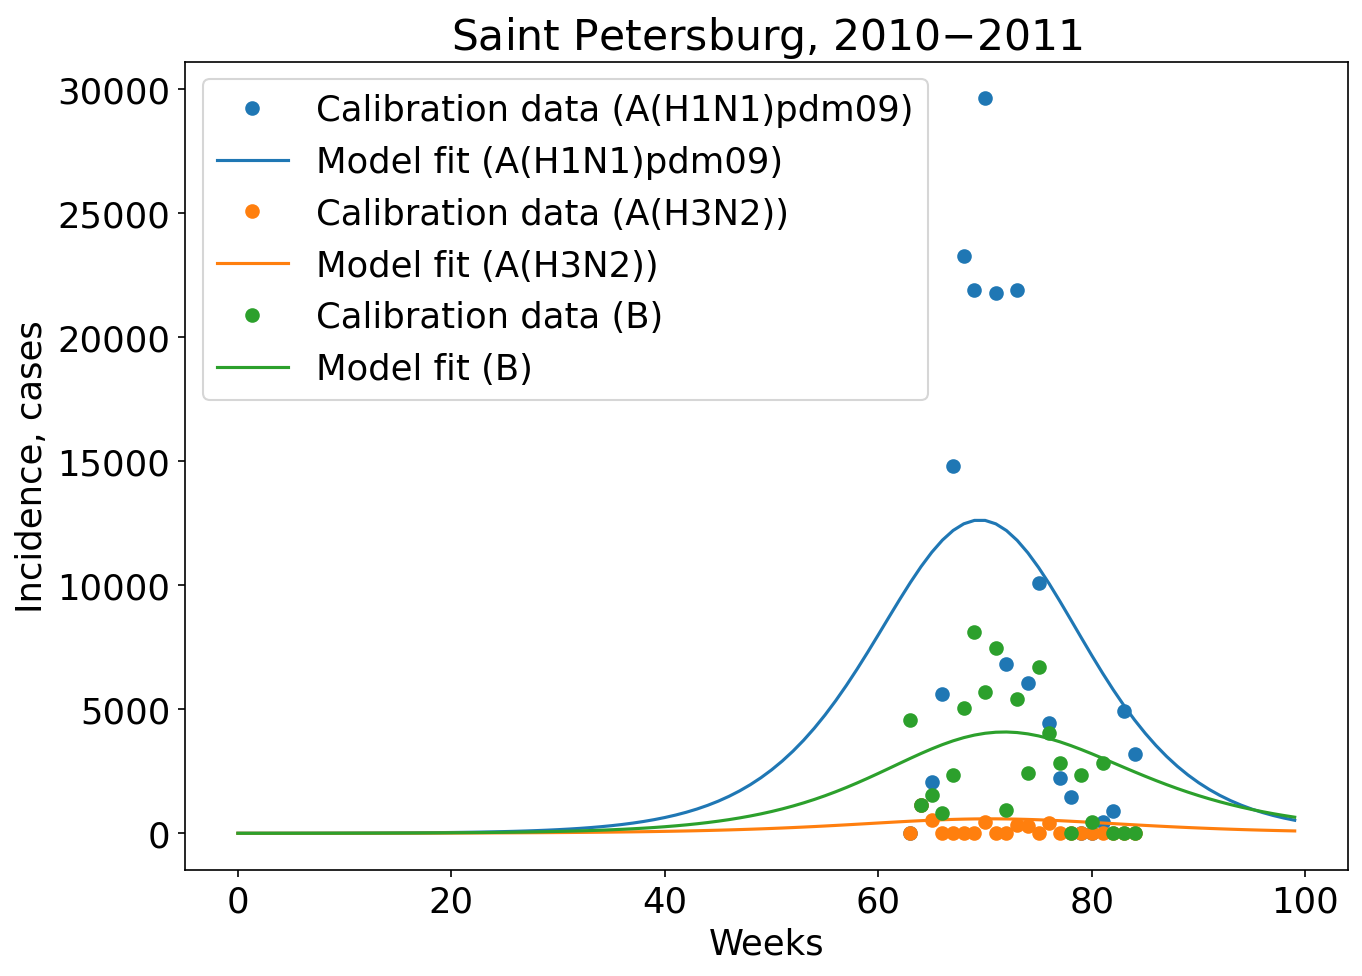 Saint Petersburg, 2010−2011
Calibration data (A(H1N1)pdm09)
Model fit (A(H1N1)pdm09)
Calibration data (A(H3N2))
Model fit (A(H3N2))
Calibration data (B)
Model fit (B)
Incidence, cases
30000
25000
20000
15000
10000
5000
0
0 20 40 60 80 100
Weeks